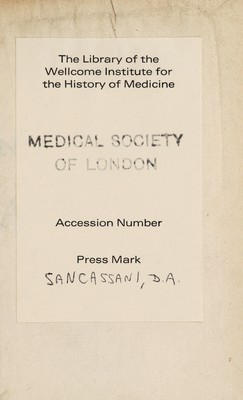 The Library of the
Wellcome Institute for
the History of Medicine
MEDICAL SOCIETY
OF LONDON
Accession Number
Press Mark
SANCASSANI, D.A.